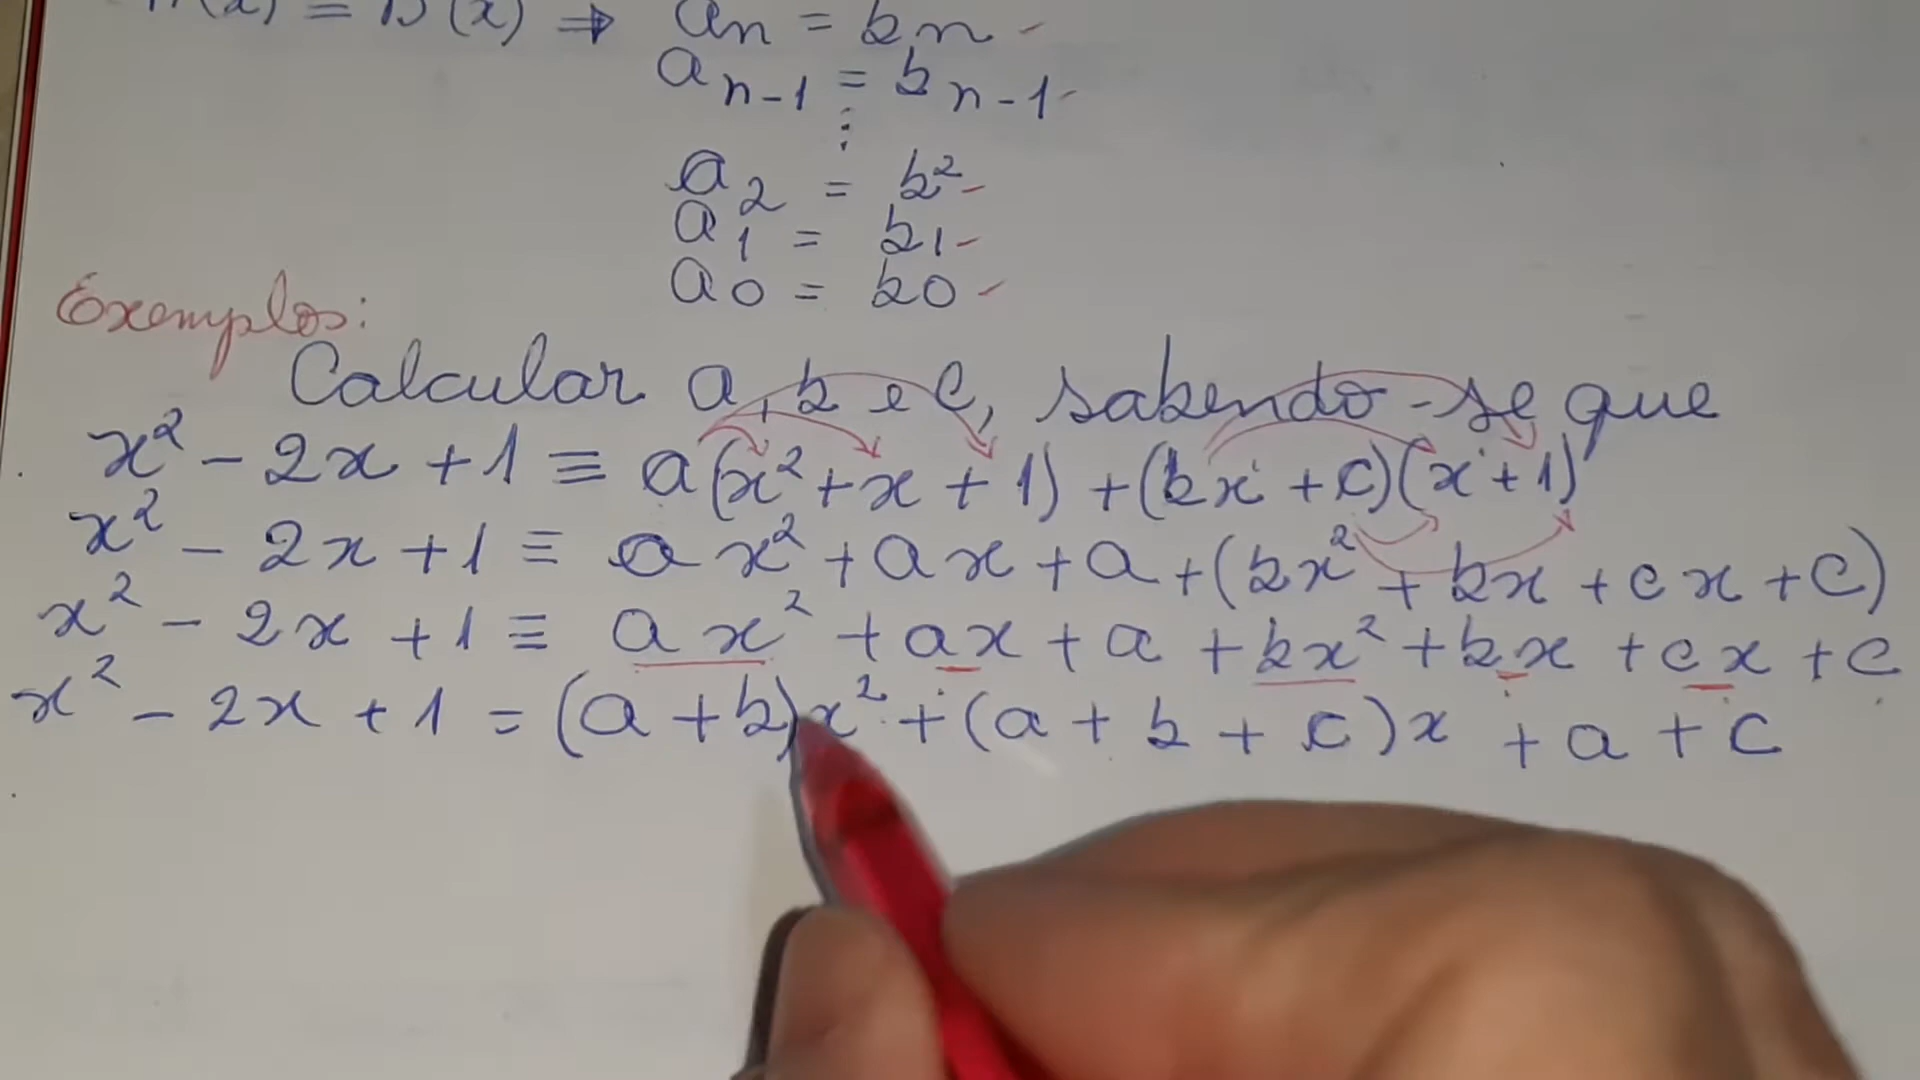 (x) = B(x) ⇒ an = bn
a n-1 = b n-1
⋮
a₂ = b²
a₁ = b1
a₀ = b0
Exemplos:
Calcular a, b e c, sabendo-se que
x² - 2x + 1 ≡ a(x² + x + 1) + (bx + c)(x + 1)
x² - 2x + 1 ≡ ax² + ax + a + (bx² + bx + cx + c)
x² - 2x + 1 ≡ ax² + ax + a + bx² + bx + cx + c
x² - 2x + 1 = (a + b)x² + (a + b + c)x + a + c